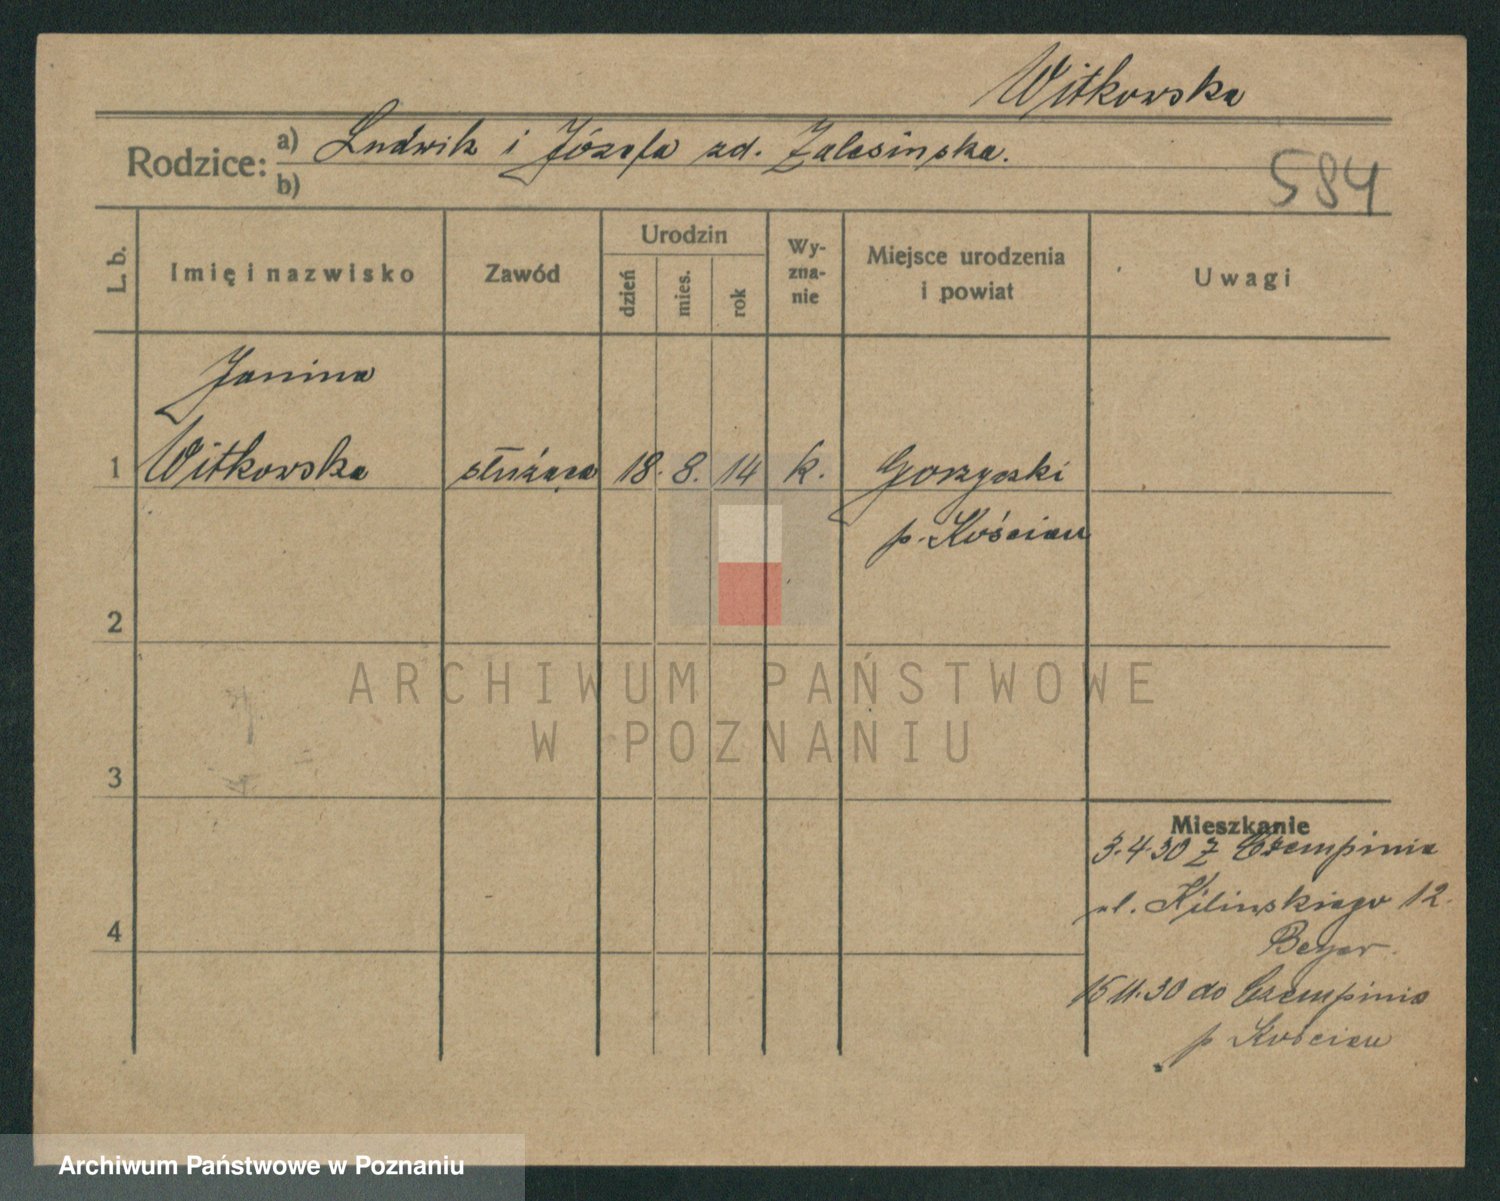 Witkowska
Rodzice: a) Ludwik i Józefa zd. Zalesinska.
b)
584
L. b.
Imię i nazwisko
Zawód
Urodzin
dzień
mies.
rok
Wy-
zna-
nie
Miejsce urodzenia
i powiat
Uwagi
Janina
1 Witkowska służąca 18. 8. 14 k. Gorzyczki
p. Kościan
2
ARCHIWUM PAŃSTWOWE
W POZNANIU
3
Mieszkanie
3.4.30 z Czempinia
ul. Kilinskiego 12.
Beyer.
4
15 11.30 do Czempinia
p Kościan
Archiwum Państwowe w Poznaniu